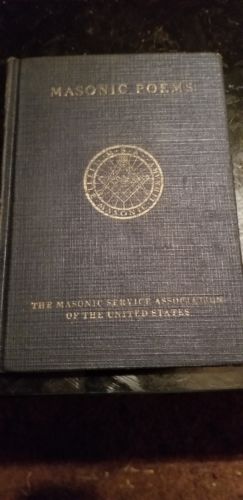 MASONIC POEMS
THE MASONIC SERVICE ASSOCIATION
OF THE UNITED STATES